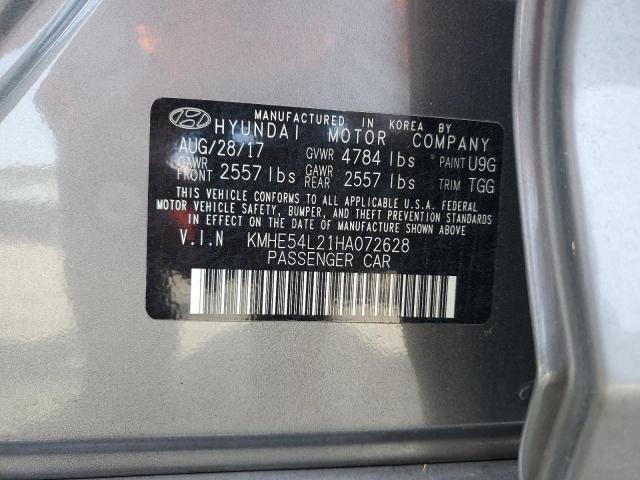 MANUFACTURED IN KOREA BY
HYUNDAI MOTOR COMPANY
AUG/28/17 GVWR 4784 lbs PAINT U9G
GAWR FRONT 2557 lbs GAWR REAR 2557 lbs TRIM TGG
THIS VEHICLE CONFORMS TO ALL APPLICABLE U.S.A. FEDERAL
MOTOR VEHICLE SAFETY, BUMPER, AND THEFT PREVENTION STANDARDS
IN EFFECT ON THE DATE OF MANUFACTURE SHOWN ABOVE.
V.I.N KMHE54L21HA072628
PASSENGER CAR